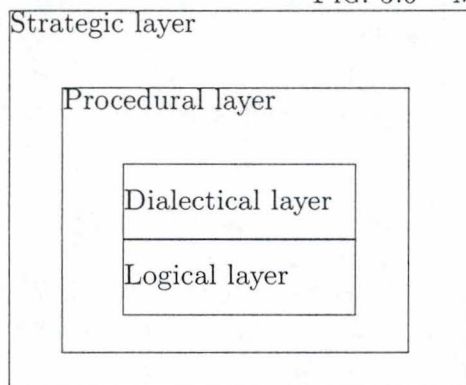 Strategic layer
Procedural layer
Dialectical layer
Logical layer